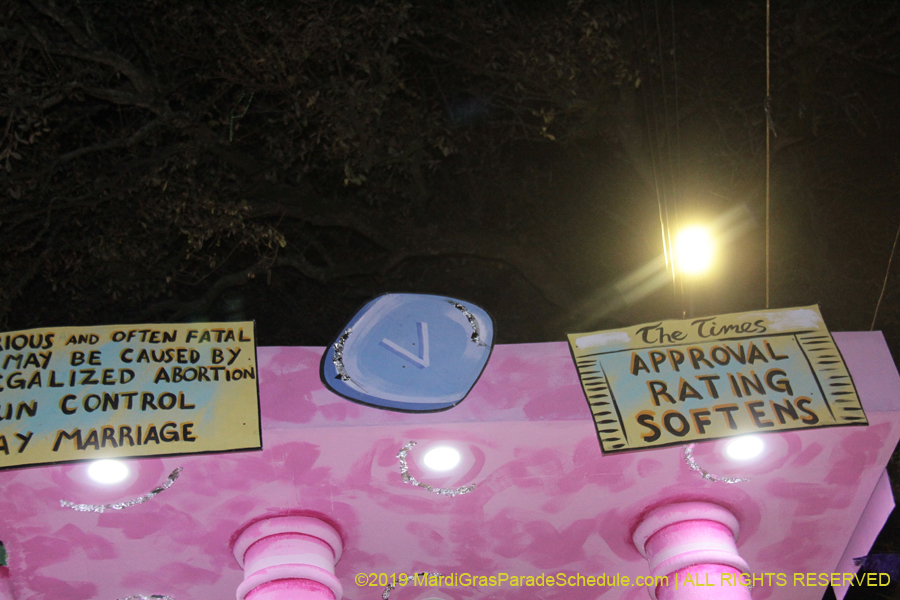 RIOUS AND OFTEN FATAL
MAY BE CAUSED BY
EGALIZED ABORTION
CONTROL
AY MARRIAGE
V
The Times
APPROVAL
RATING
SOFTENS
©2019 MardiGrasParadeSchedule.com - ALL RIGHTS RESERVED